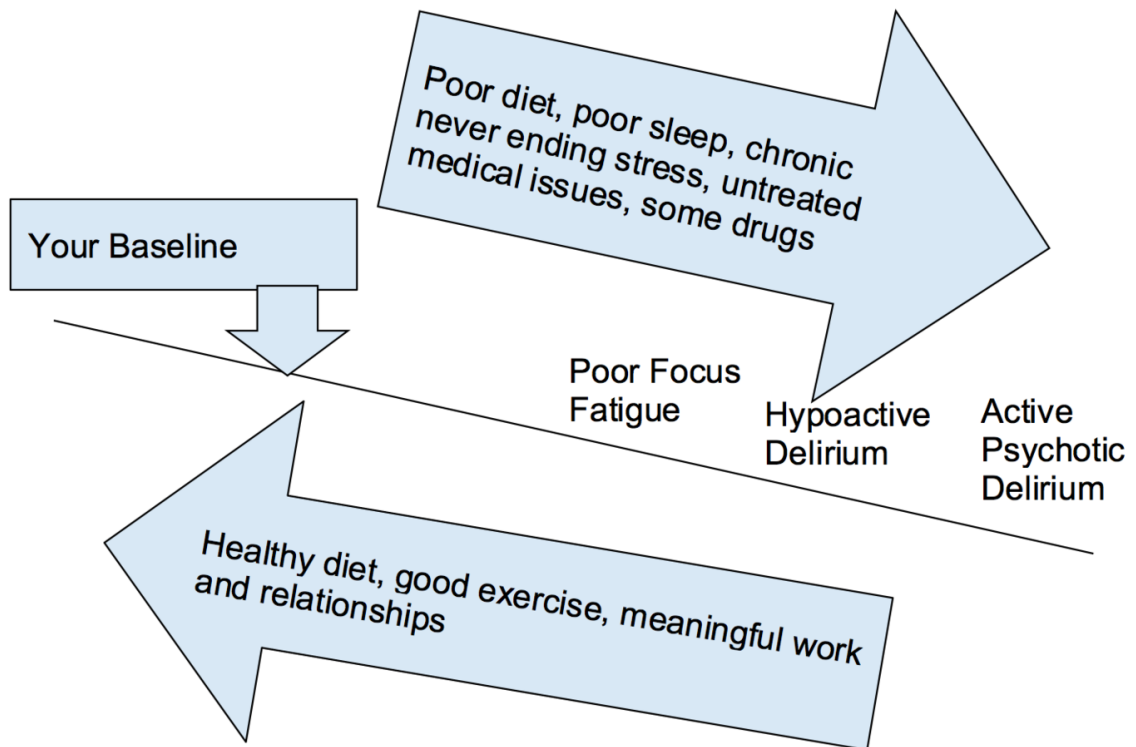 Poor diet, poor sleep, chronic
never ending stress, untreated
medical issues, some drugs
Your Baseline
Poor Focus
Fatigue
Hypoactive
Delirium
Active
Psychotic
Delirium
Healthy diet, good exercise, meaningful work
and relationships